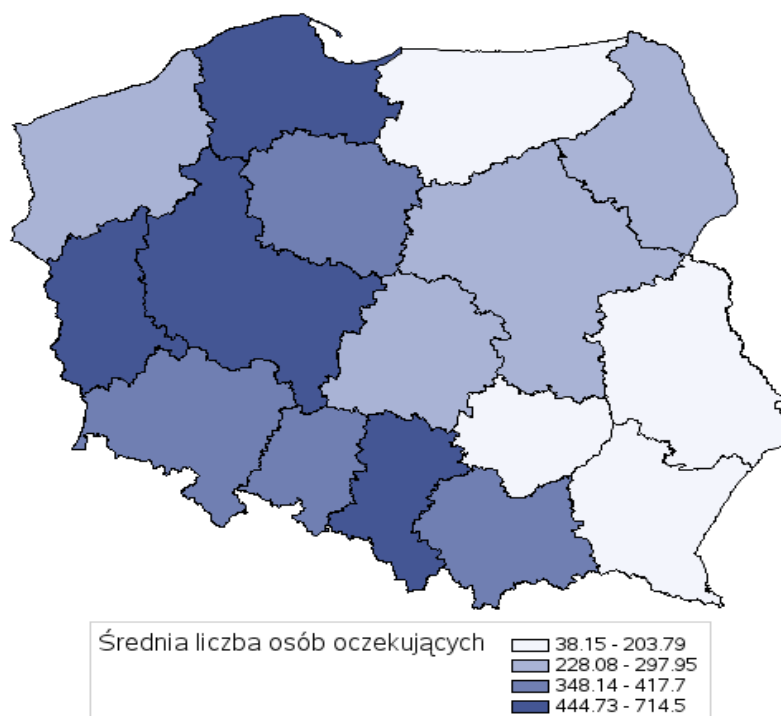 Średnia liczba osób oczekujących
38.15 - 203.79
228.08 - 297.95
348.14 - 417.7
444.73 - 714.5